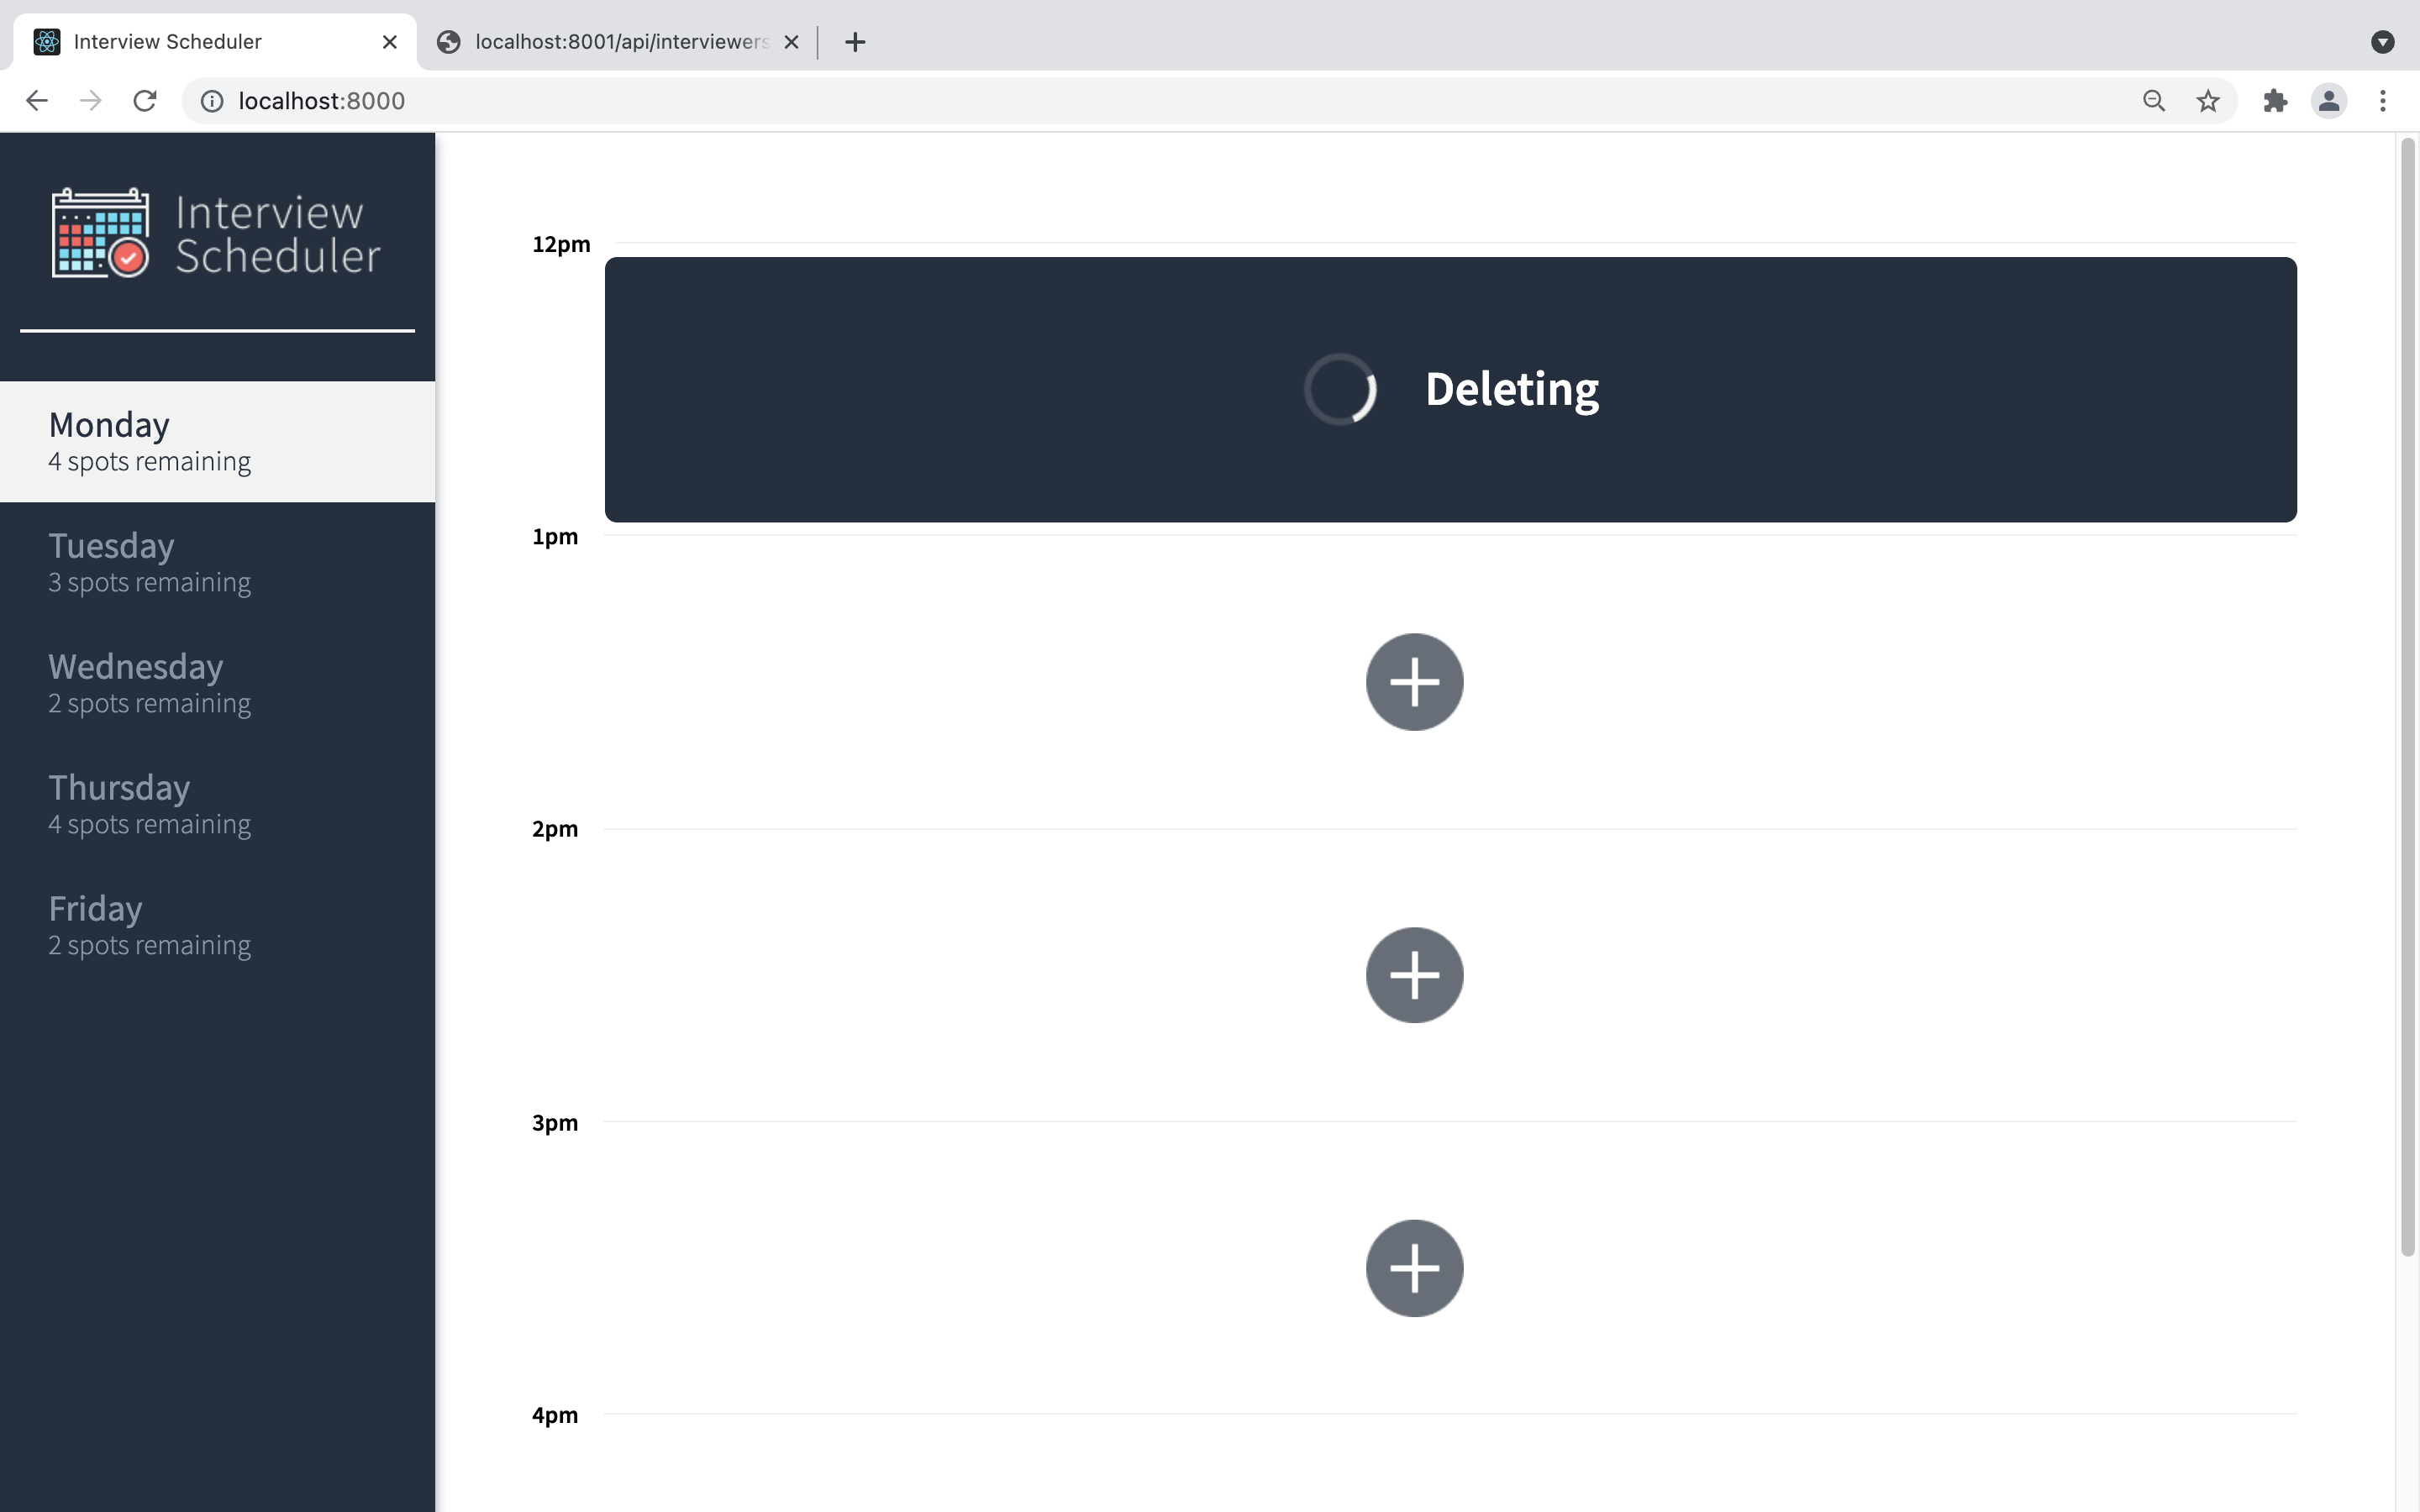 Interview Scheduler
localhost:8001/api/interviewers
localhost:8000
Interview
Scheduler
Monday
4 spots remaining
Tuesday
3 spots remaining
Wednesday
2 spots remaining
Thursday
4 spots remaining
Friday
2 spots remaining
12pm
Deleting
1pm
2pm
3pm
4pm